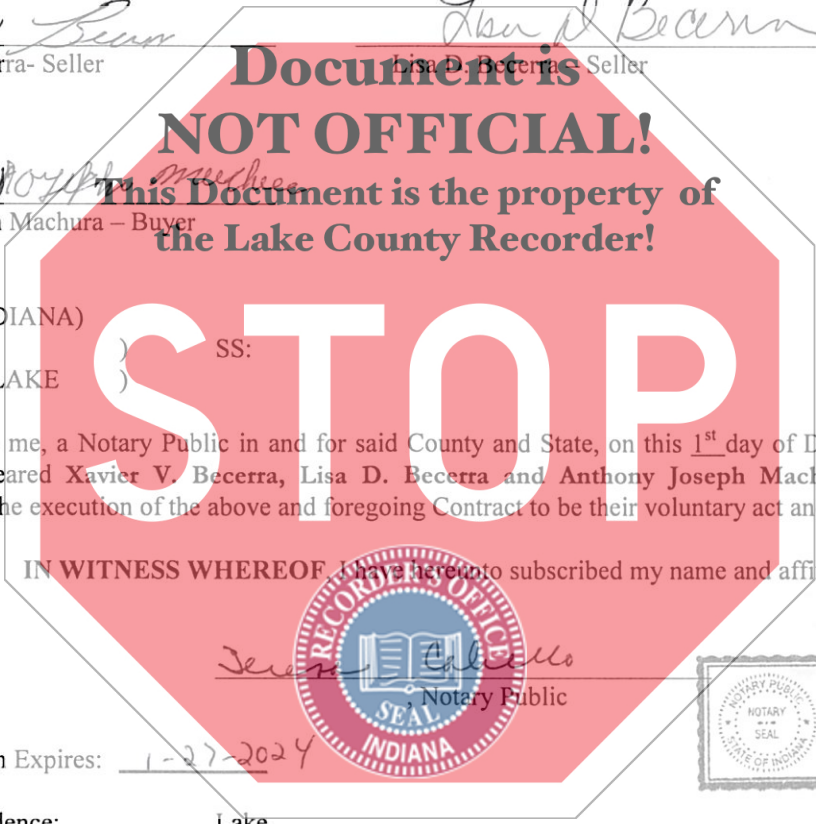 Lisa D Becerra
rra- Seller Lisa D. Becerra - Seller
Document is
NOT OFFICIAL!
Joseph
This Document is the property of
Machura – Buyer
the Lake County Recorder!
DIANA)
) SS:
LAKE )
STOP
me, a Notary Public in and for said County and State, on this 1st day of D
eared Xavier V. Becerra, Lisa D. Becerra and Anthony Joseph Mach
he execution of the above and foregoing Contract to be their voluntary act an
IN WITNESS WHEREOF, I have hereunto subscribed my name and affi
RECORDER'S OFFICE
SEAL
INDIANA
, Notary Public
NOTARY PUBLIC
NOTARY
SEAL
STATE OF INDIANA
n Expires: 1-27-2024
dence: Lake